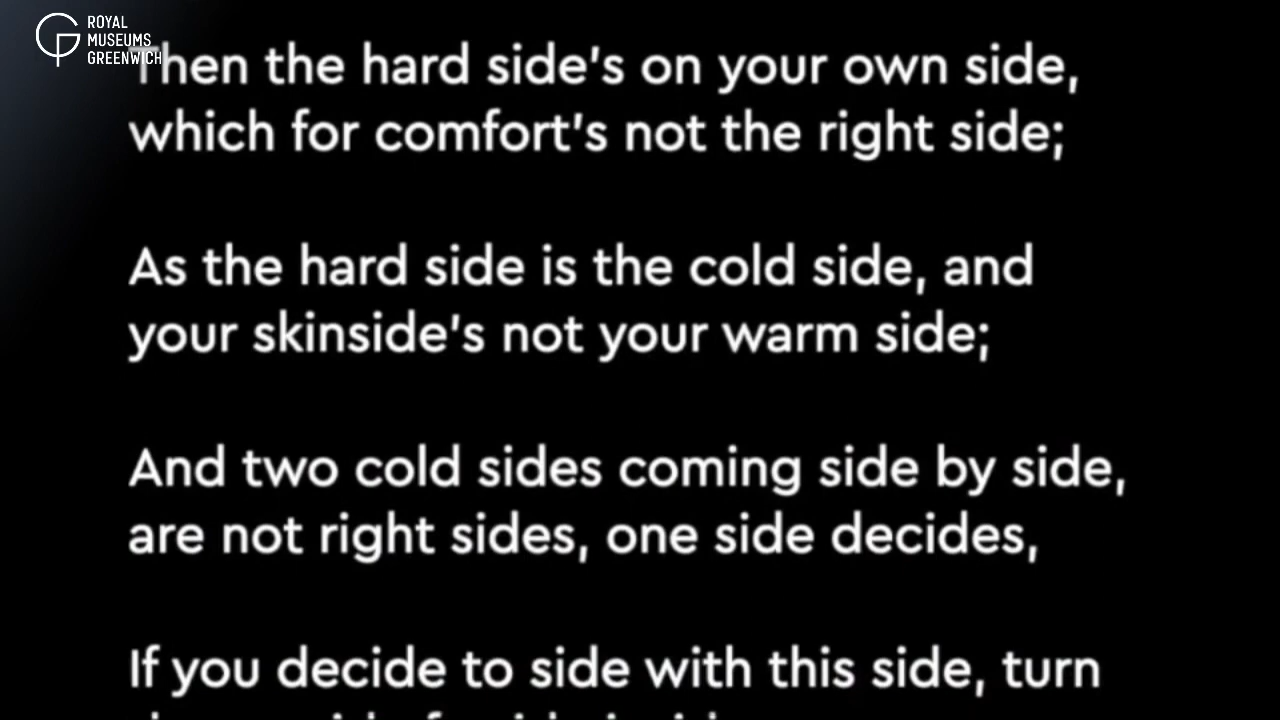 ROYAL
MUSEUMS
GREENWICH
Then the hard side's on your own side,
which for comfort's not the right side;
As the hard side is the cold side, and
your skinside's not your warm side;
And two cold sides coming side by side,
are not right sides, one side decides,
If you decide to side with this side, turn